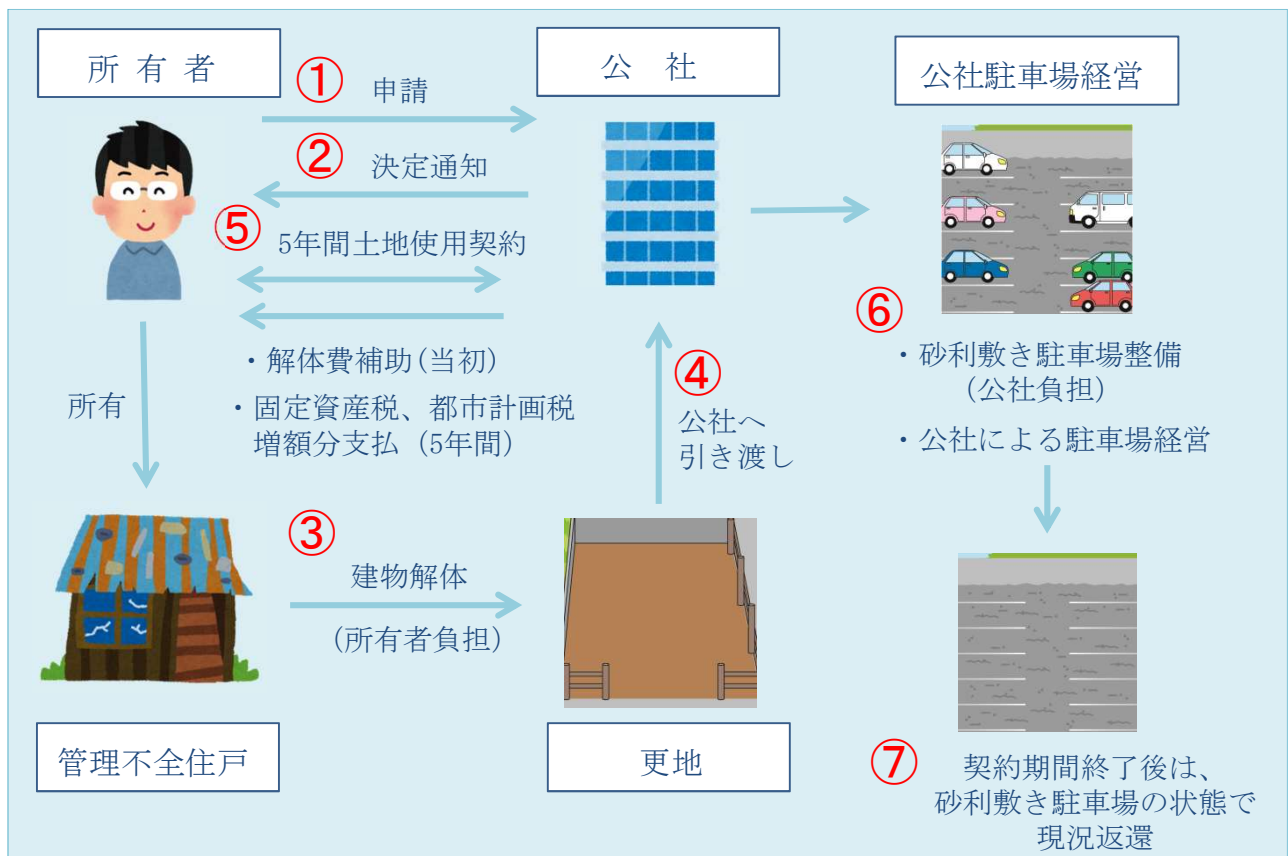 所有者
公　社
公社駐車場経営
①
申請
②
決定通知
⑤
5年間土地使用契約
・解体費補助(当初)
・固定資産税、都市計画税
増額分支払（5年間）
所有
④
公社へ
引き渡し
⑥
・砂利敷き駐車場整備
（公社負担）
・公社による駐車場経営
③
建物解体
（所有者負担）
管理不全住戸
更地
⑦
契約期間終了後は、
砂利敷き駐車場の状態で
現況返還